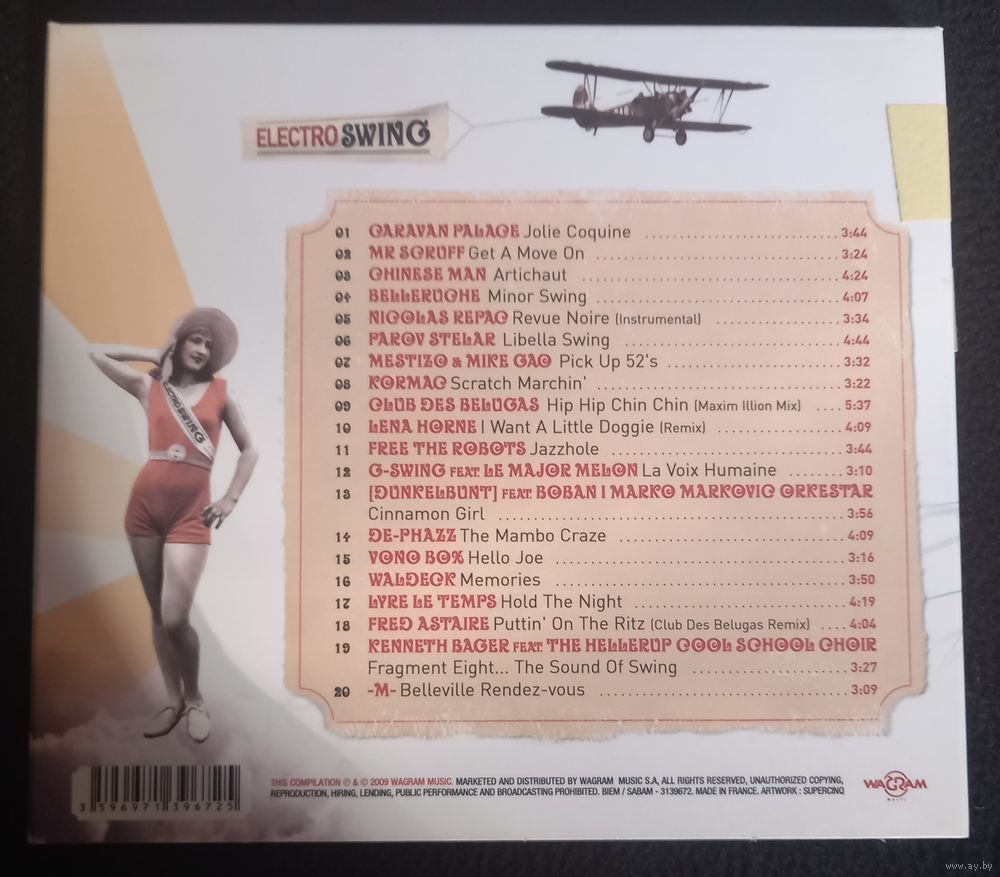 ELECTRO SWING
ELECTRO SWING
01 CARAVAN PALACE Jolie Coquine 3:44
02 MR SCRUFF Get A Move On 3:24
03 CHINESE MAN Artichaut 4:24
04 BELLERUCHE Minor Swing 4:07
05 NICOLAS REPAC Revue Noire (Instrumental) 3:34
06 PAROV STELAR Libella Swing 4:44
07 MESTIZO & MIKE GAO Pick Up 52's 3:32
08 KORMAC Scratch Marchin' 3:22
09 CLUB DES BELUGAS Hip Hip Chin Chin (Maxim Illion Mix) 5:37
10 LENA HORNE I Want A Little Doggie (Remix) 4:09
11 FREE THE ROBOTS Jazzhole 3:44
12 G-SWING FEAT. LE MAJOR MELON La Voix Humaine 3:10
13 [DUNKELBUNT] FEAT. BOBAN I MARKO MARKOVIC ORKESTAR
Cinnamon Girl 3:56
14 DE-PHAZZ The Mambo Craze 4:09
15 VONO BOX Hello Joe 3:16
16 WALDECK Memories 3:50
17 LYRE LE TEMPS Hold The Night 4:19
18 FRED ASTAIRE Puttin' On The Ritz (Club Des Belugas Remix) 4:04
19 KENNETH BAGER FEAT. THE HELLERUP COOL SCHOOL CHOIR
Fragment Eight... The Sound Of Swing 3:27
20 -M- Belleville Rendez-vous 3:09
THIS COMPILATION ℗ & © 2009 WAGRAM MUSIC. MARKETED AND DISTRIBUTED BY WAGRAM MUSIC S.A, ALL RIGHTS RESERVED, UNAUTHORIZED COPYING,
REPRODUCTION, HIRING, LENDING, PUBLIC PERFORMANCE AND BROADCASTING PROHIBITED. BIEM / SABAM - 3139672. MADE IN FRANCE. ARTWORK : SUPERCINQ
3 596971 396725
WAGRAM
MUSIC
www.ay.by